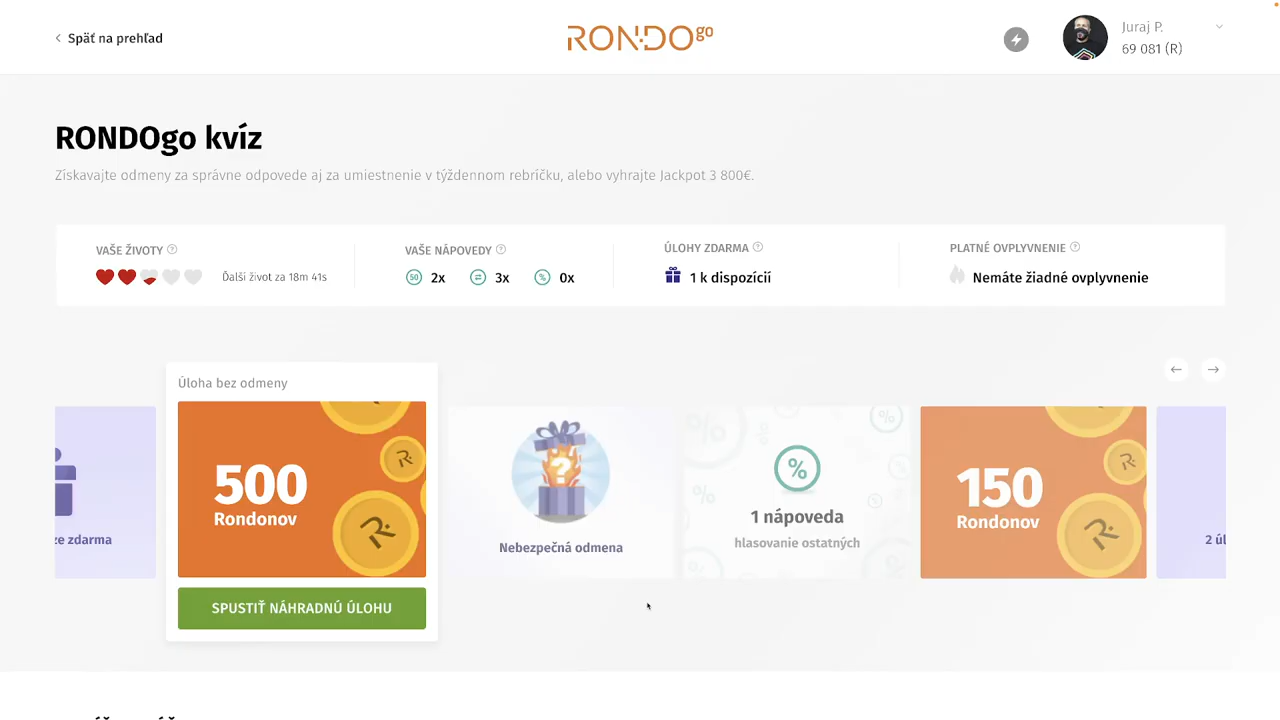 Späť na prehľad
RONDOgo
Juraj P.
69 081 (R)
RONDOgo kvíz
Získavajte odmeny za správne odpovede aj za umiestnenie v týždennom rebríčku, alebo vyhrajte Jackpot 3 800€.
VAŠE ŽIVOTY
Ďalší život za 18m 41s
VAŠE NÁPOVEDY
50 2x 3x % 0x
ÚLOHY ZDARMA
1 k dispozícií
PLATNÉ OVPLYVNENIE
Nemáte žiadné ovplyvnenie
ze zdarma
Úloha bez odmeny
500
Rondonov
SPUSTIŤ NÁHRADNÚ ÚLOHU
Nebezpečná odmena
%
1 nápoveda
hlasovanie ostatných
150
Rondonov
2 úl